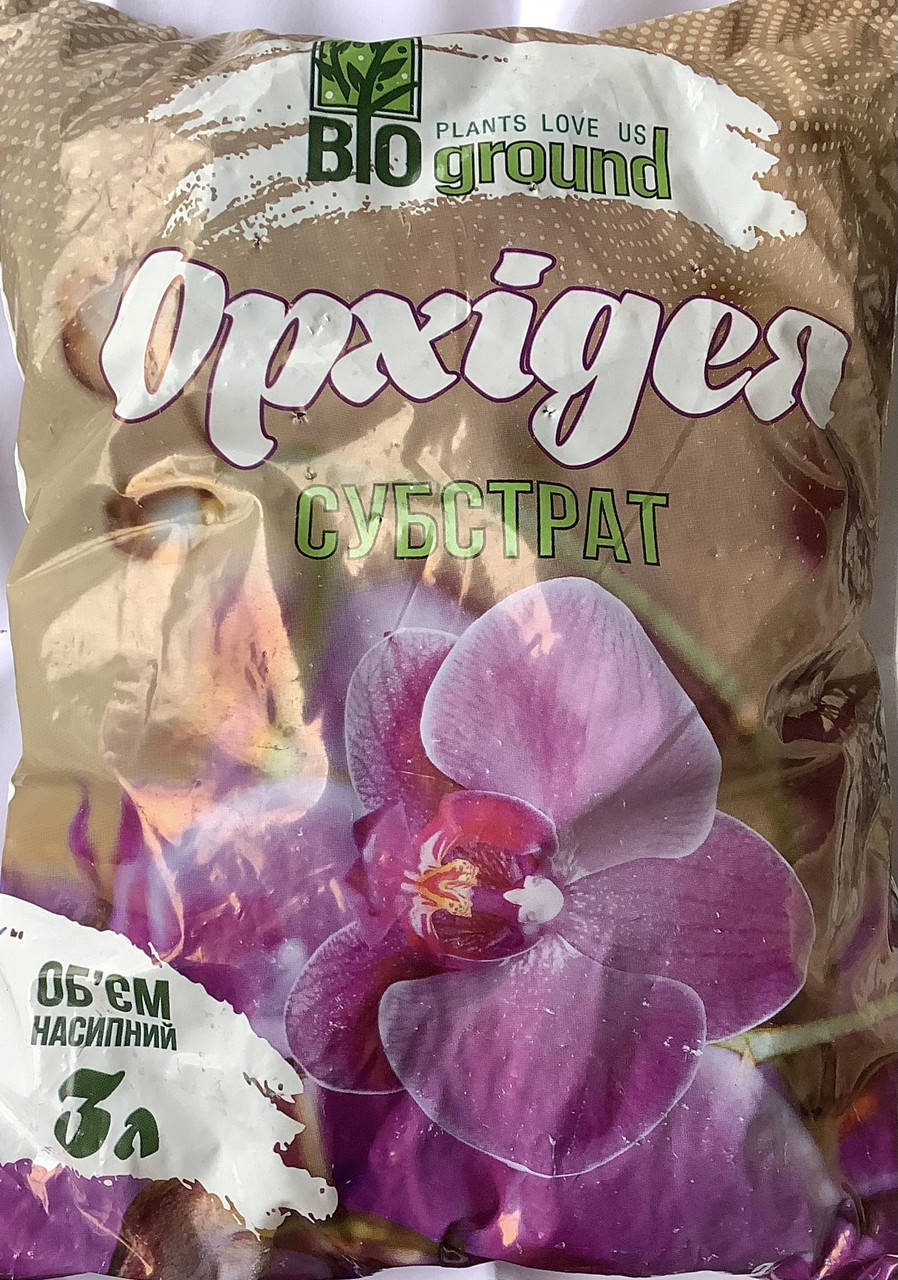 PLANTS LOVE US
BIO ground
Орхідея
СУБСТРАТ
ОБ'ЄМ
НАСИПНИЙ
3л